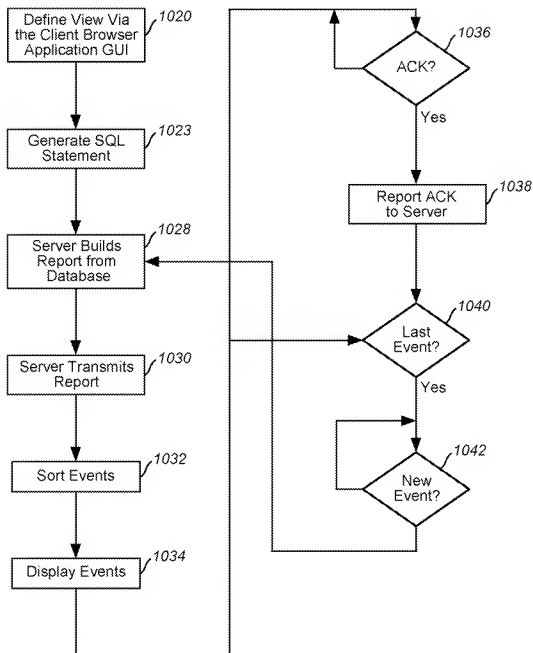 Define View Via
the Client Browser
Application GUI
1020
Generate SQL
Statement
1023
Server Builds
Report from
Database
1028
Server Transmits
Report
1030
Sort Events
1032
Display Events
1034
ACK?
1036
Yes
Report ACK
to Server
1038
Last
Event?
1040
Yes
New
Event?
1042